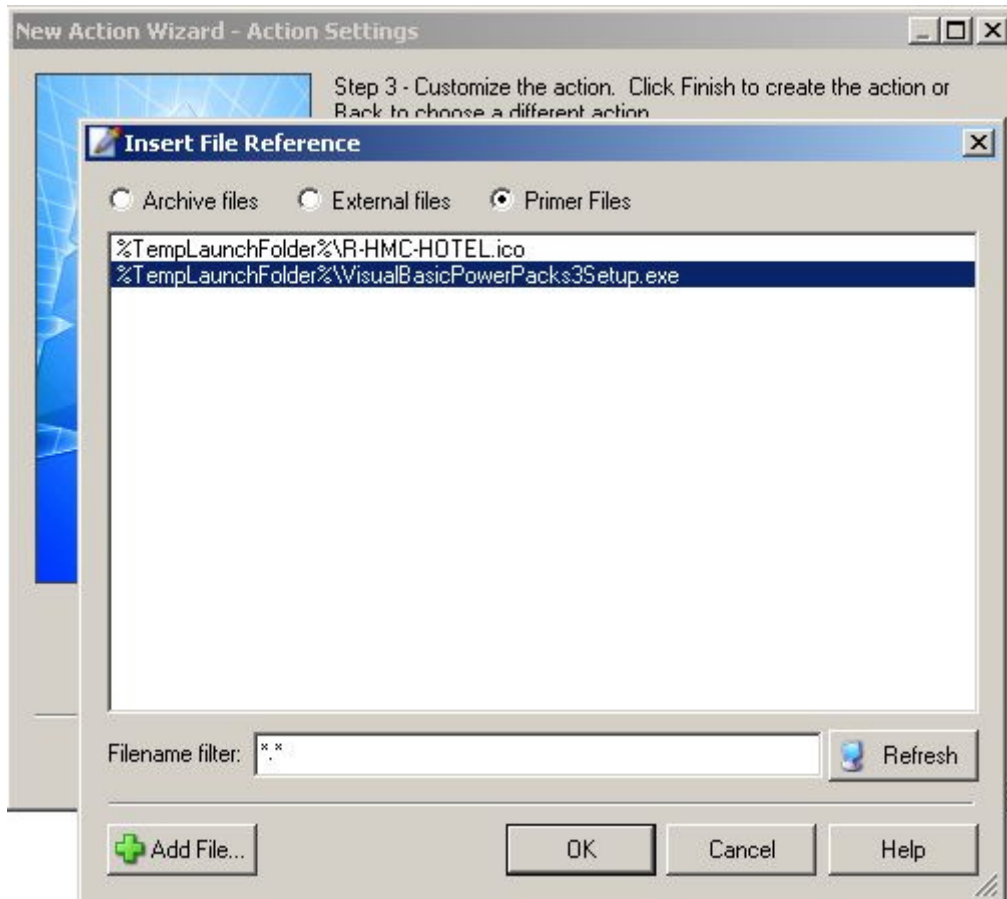 New Action Wizard - Action Settings
Step 3 - Customize the action. Click Finish to create the action or
Back to choose a different action
Insert File Reference
Archive files External files Primer Files
%TempLaunchFolder%\R-HMC-HOTEL.ico
%TempLaunchFolder%\VisualBasicPowerPacks3Setup.exe
Filename filter: *.* Refresh
Add File... OK Cancel Help